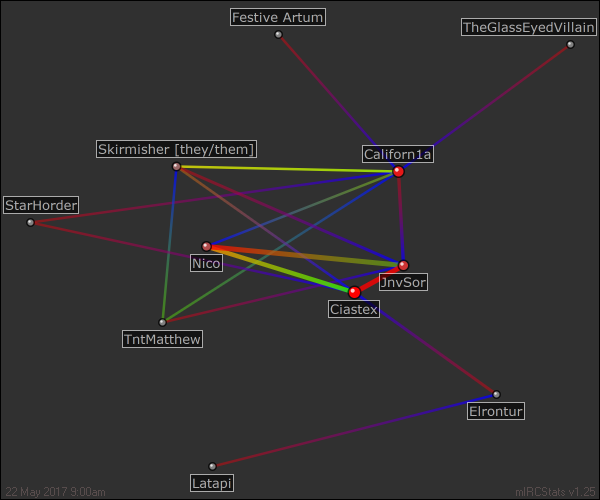 Festive Artum
TheGlassEyedVillain
Skirmisher [they/them]
Californ1a
StarHorder
Nico
JnvSor
Ciastex
TntMatthew
Elrontur
Latapi
22 May 2017 9:00am
mIRCStats v1.25